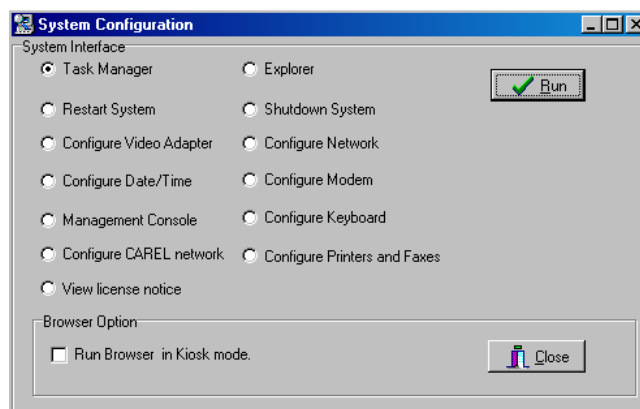 System Configuration
System Interface
Task Manager
Explorer
Run
Restart System
Shutdown System
Configure Video Adapter
Configure Network
Configure Date/Time
Configure Modem
Management Console
Configure Keyboard
Configure CAREL network
Configure Printers and Faxes
View license notice
Browser Option
Run Browser in Kiosk mode.
Close